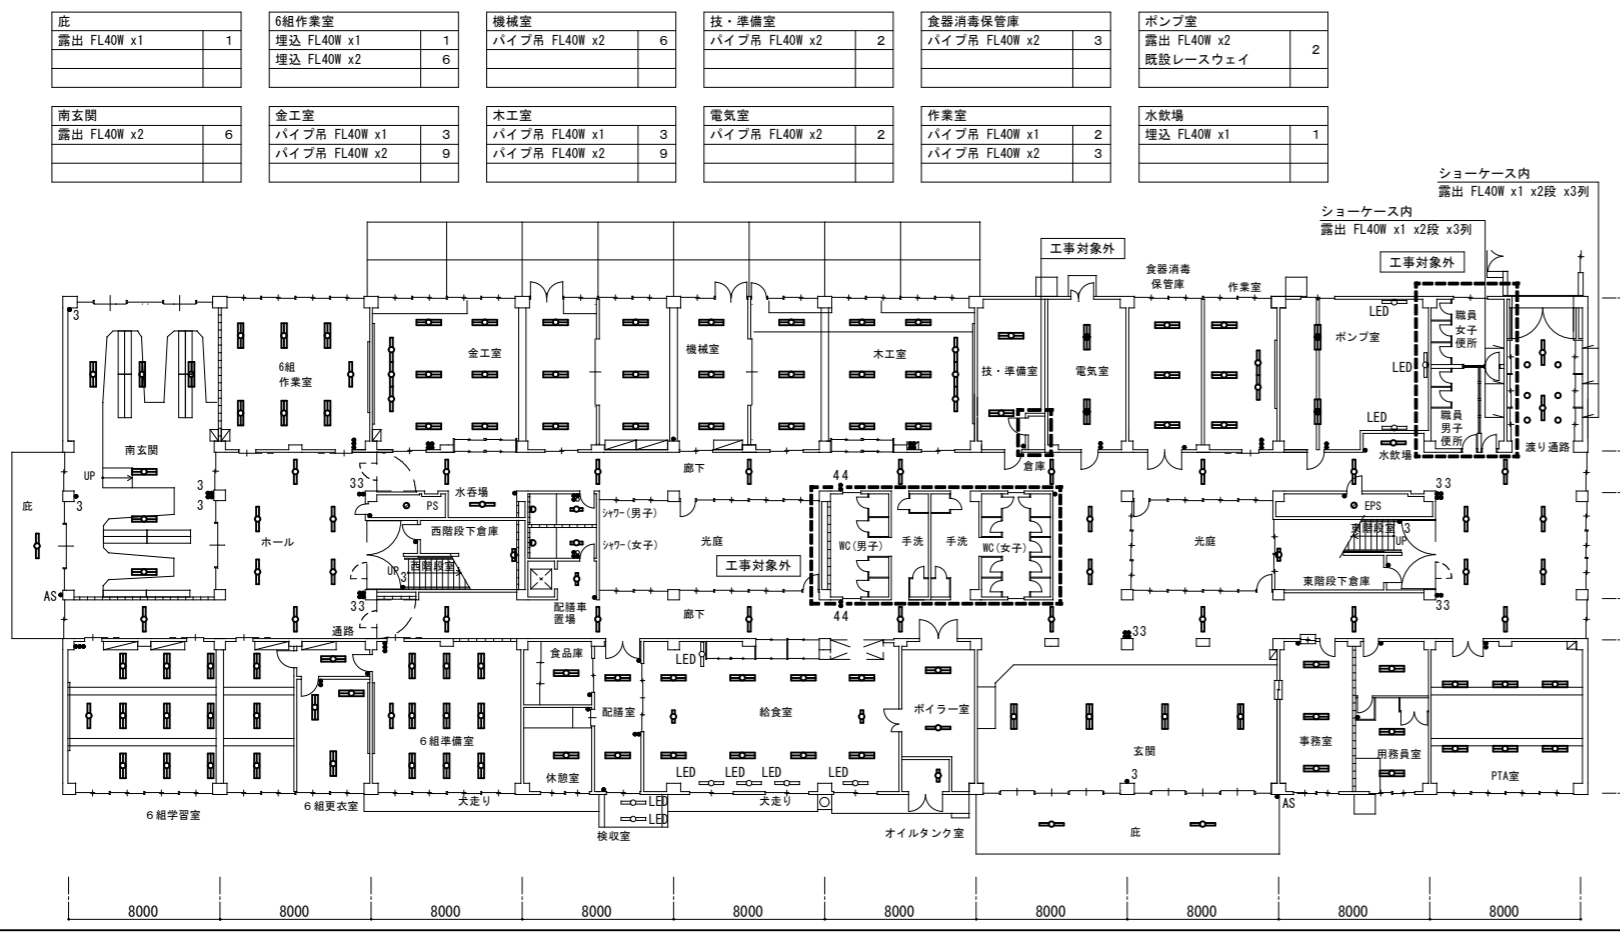 庇
露出 FL40W x1 1
6組作業室
埋込 FL40W x1 1
埋込 FL40W x2 6
機械室
パイプ吊 FL40W x2 6
技・準備室
パイプ吊 FL40W x2 2
食器消毒保管庫
パイプ吊 FL40W x2 3
ポンプ室
露出 FL40W x2
既設レースウェイ
2
南玄関
露出 FL40W x2 6
金工室
パイプ吊 FL40W x1 3
パイプ吊 FL40W x2 9
木工室
パイプ吊 FL40W x1 3
パイプ吊 FL40W x2 9
電気室
パイプ吊 FL40W x2 2
作業室
パイプ吊 FL40W x1 2
パイプ吊 FL40W x2 3
水飲場
埋込 FL40W x1 1
ショーケース内
露出 FL40W x1 x2段 x3列
ショーケース内
露出 FL40W x1 x2段 x3列
工事対象外
工事対象外
食器消毒
保管庫
作業室
3
LED
職員
女子
便所
6組
作業室
金工室
機械室
木工室
技・準備室
電気室
ポンプ室
LED
LED
職員
男子
便所
南玄関
倉庫
水飲場
渡り通路
廊下
UP
44
33
33
3
3
3
水呑場
庇
PS
EPS
シャワー(男子)
西階段下倉庫
東階段室
3
UP
ホール
シャワー(女子)
光庭
WC(男子)
手洗
手洗
WC(女子)
光庭
工事対象外
UP
西階段室
3
東階段下倉庫
AS
33
33
配膳車
置場
廊下
44
通路
33
食品庫
LED
配膳室
給食室
ボイラー室
6組準備室
玄関
事務室
用務員室
休憩室
LED
LED
LED
LED
3
PTA室
6組学習室
6組更衣室
犬走り
LED
LED
犬走り
AS
検収室
オイルタンク室
庇
8000
8000
8000
8000
8000
8000
8000
8000
8000
8000